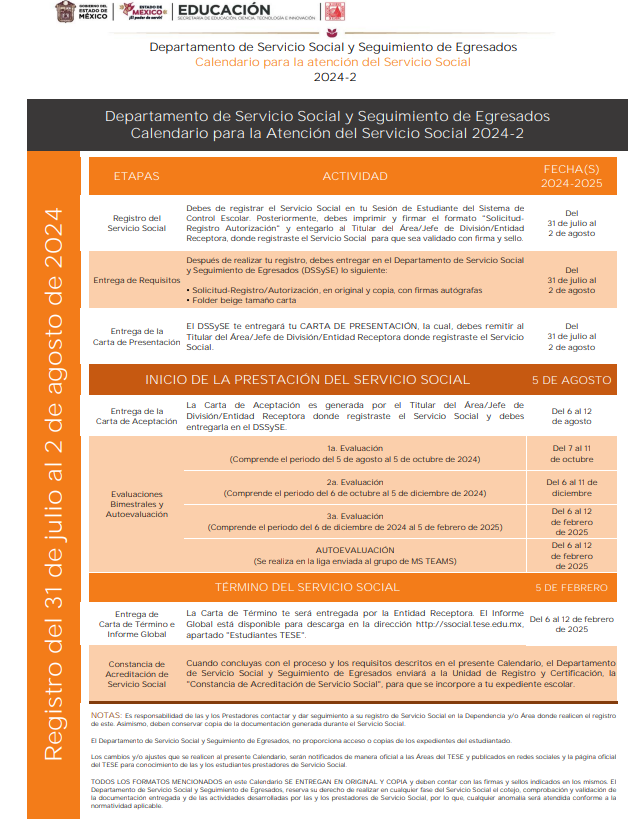 GOBIERNO DEL
ESTADO DE
MÉXICO
ESTADO DE
MÉXICO
¡El poder de servir!
EDUCACIÓN
SECRETARÍA DE EDUCACIÓN, CIENCIA, TECNOLOGÍA E INNOVACIÓN
Departamento de Servicio Social y Seguimiento de Egresados
Calendario para la atención del Servicio Social
2024-2
Departamento de Servicio Social y Seguimiento de Egresados
Calendario para la Atención del Servicio Social 2024-2
Registro del 31 de julio al 2 de agosto de 2024
ETAPAS
ACTIVIDAD
FECHA(S)
2024-2025
Registro del
Servicio Social
Debes de registrar el Servicio Social en tu Sesión de Estudiante del Sistema de
Control Escolar. Posteriormente, debes imprimir y firmar el formato "Solicitud-
Registro Autorización" y entegarlo al Titular del Área/Jefe de División/Entidad
Receptora, donde registraste el Servicio Social para que sea validado con firma y sello.
Del
31 de julio al
2 de agosto
Entrega de Requisitos
Después de realizar tu registro, debes entregar en el Departamento de Servicio Social
y Seguimiento de Egresados (DSSySE) lo siguiente:
• Solicitud-Registro/Autorización, en original y copia, con firmas autógrafas
• Folder beige tamaño carta
Del
31 de julio al
2 de agosto
Entrega de la
Carta de Presentación
El DSSySE te entregará tu CARTA DE PRESENTACIÓN, la cual, debes remitir al
Titular del Área/Jefe de División/Entidad Receptora donde registraste el Servicio
Social.
Del
31 de julio al
2 de agosto
INICIO DE LA PRESTACIÓN DEL SERVICIO SOCIAL
5 DE AGOSTO
Entrega de la
Carta de Aceptación
La Carta de Aceptación es generada por el Titular del Área/Jefe de
División/Entidad Receptora donde registraste el Servicio Social y debes
entregarla en el DSSySE.
Del 6 al 12
de agosto
Evaluaciones
Bimestrales y
Autoevaluación
1a. Evaluación
(Comprende el periodo del 5 de agosto al 5 de octubre de 2024)
Del 7 al 11
de octubre
2a. Evaluación
(Comprende el periodo del 6 de octubre al 5 de diciembre de 2024)
Del 6 al 11 de
diciembre
3a. Evaluación
(Comprende el periodo del 6 de diciembre de 2024 al 5 de febrero de 2025)
Del 6 al 12
de febrero
de 2025
AUTOEVALUACIÓN
(Se realiza en la liga enviada al grupo de MS TEAMS)
Del 6 al 12
de febrero
de 2025
TÉRMINO DEL SERVICIO SOCIAL
5 DE FEBRERO
Entrega de
Carta de Término e
Informe Global
La Carta de Término te será entregada por la Entidad Receptora. El Informe
Global está disponible para descarga en la dirección http://ssocial.tese.edu.mx,
apartado "Estudiantes TESE".
Del 6 al 12 de febrero
de 2025
Constancia de
Acreditación de
Servicio Social
Cuando concluyas con el proceso y los requisitos descritos en el presente Calendario, el Departamento
de Servicio Social y Seguimiento de Egresados enviará a la Unidad de Registro y Certificación, la
"Constancia de Acreditación de Servicio Social", para que se incorpore a tu expediente escolar.
NOTAS: Es responsabilidad de las y los Prestadores contactar y dar seguimiento a su registro de Servicio Social en la Dependencia y/o Área donde realicen el registro
de este. Asimismo, deben conservar copia de la documentación generada durante el Servicio Social.
El Departamento de Servicio Social y Seguimiento de Egresados, no proporciona acceso o copias de los expedientes del estudiantado.
Los cambios y/o ajustes que se realicen al presente Calendario, serán notificados de manera oficial a las Áreas del TESE y publicados en redes sociales y la página oficial
del TESE para conocimiento de las y los estudiantes prestadores de Servicio Social.
TODOS LOS FORMATOS MENCIONADOS en este Calendario SE ENTREGAN EN ORIGINAL Y COPIA y deben contar con las firmas y sellos indicados en los mismos. El
Departamento de Servicio Social y Seguimiento de Egresados, reserva su derecho de realizar en cualquier fase del Servicio Social el cotejo, comprobación y validación de
la documentación entregada y de las actividades desarrolladas por las y los prestadores de Servicio Social, por lo que, cualquier anomalía será atendida conforme a la
normatividad aplicable.